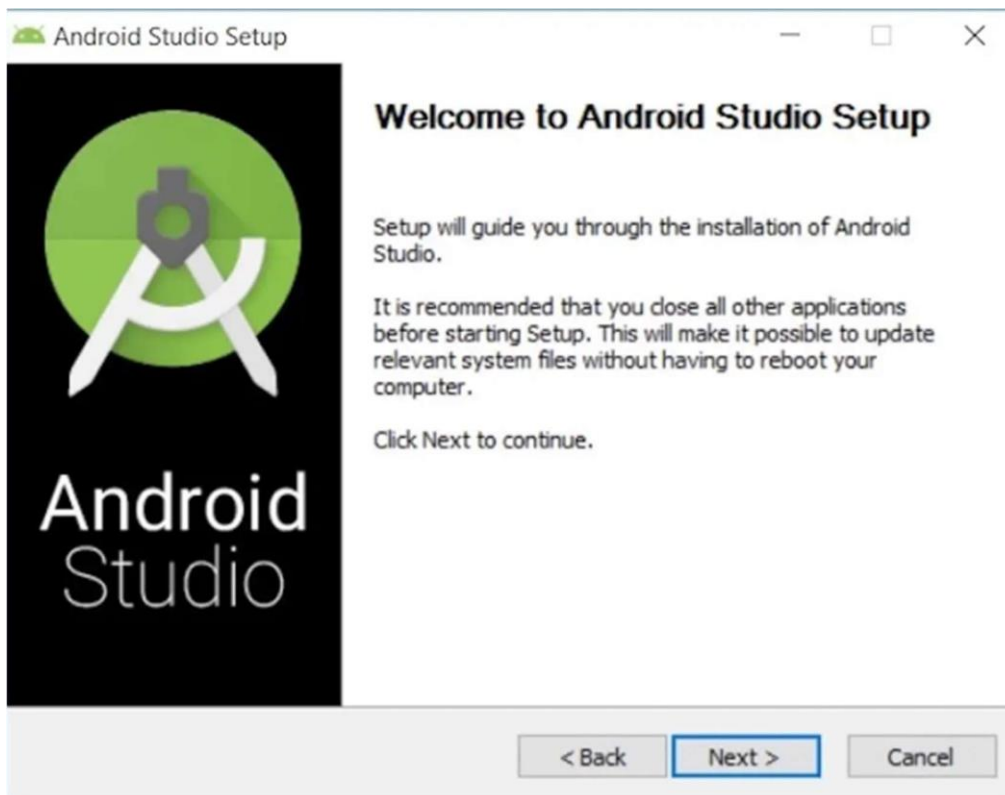 Android Studio Setup
Welcome to Android Studio Setup
Setup will guide you through the installation of Android
Studio.
It is recommended that you close all other applications
before starting Setup. This will make it possible to update
relevant system files without having to reboot your
computer.
Click Next to continue.
Android
Studio
< Back
Next >
Cancel